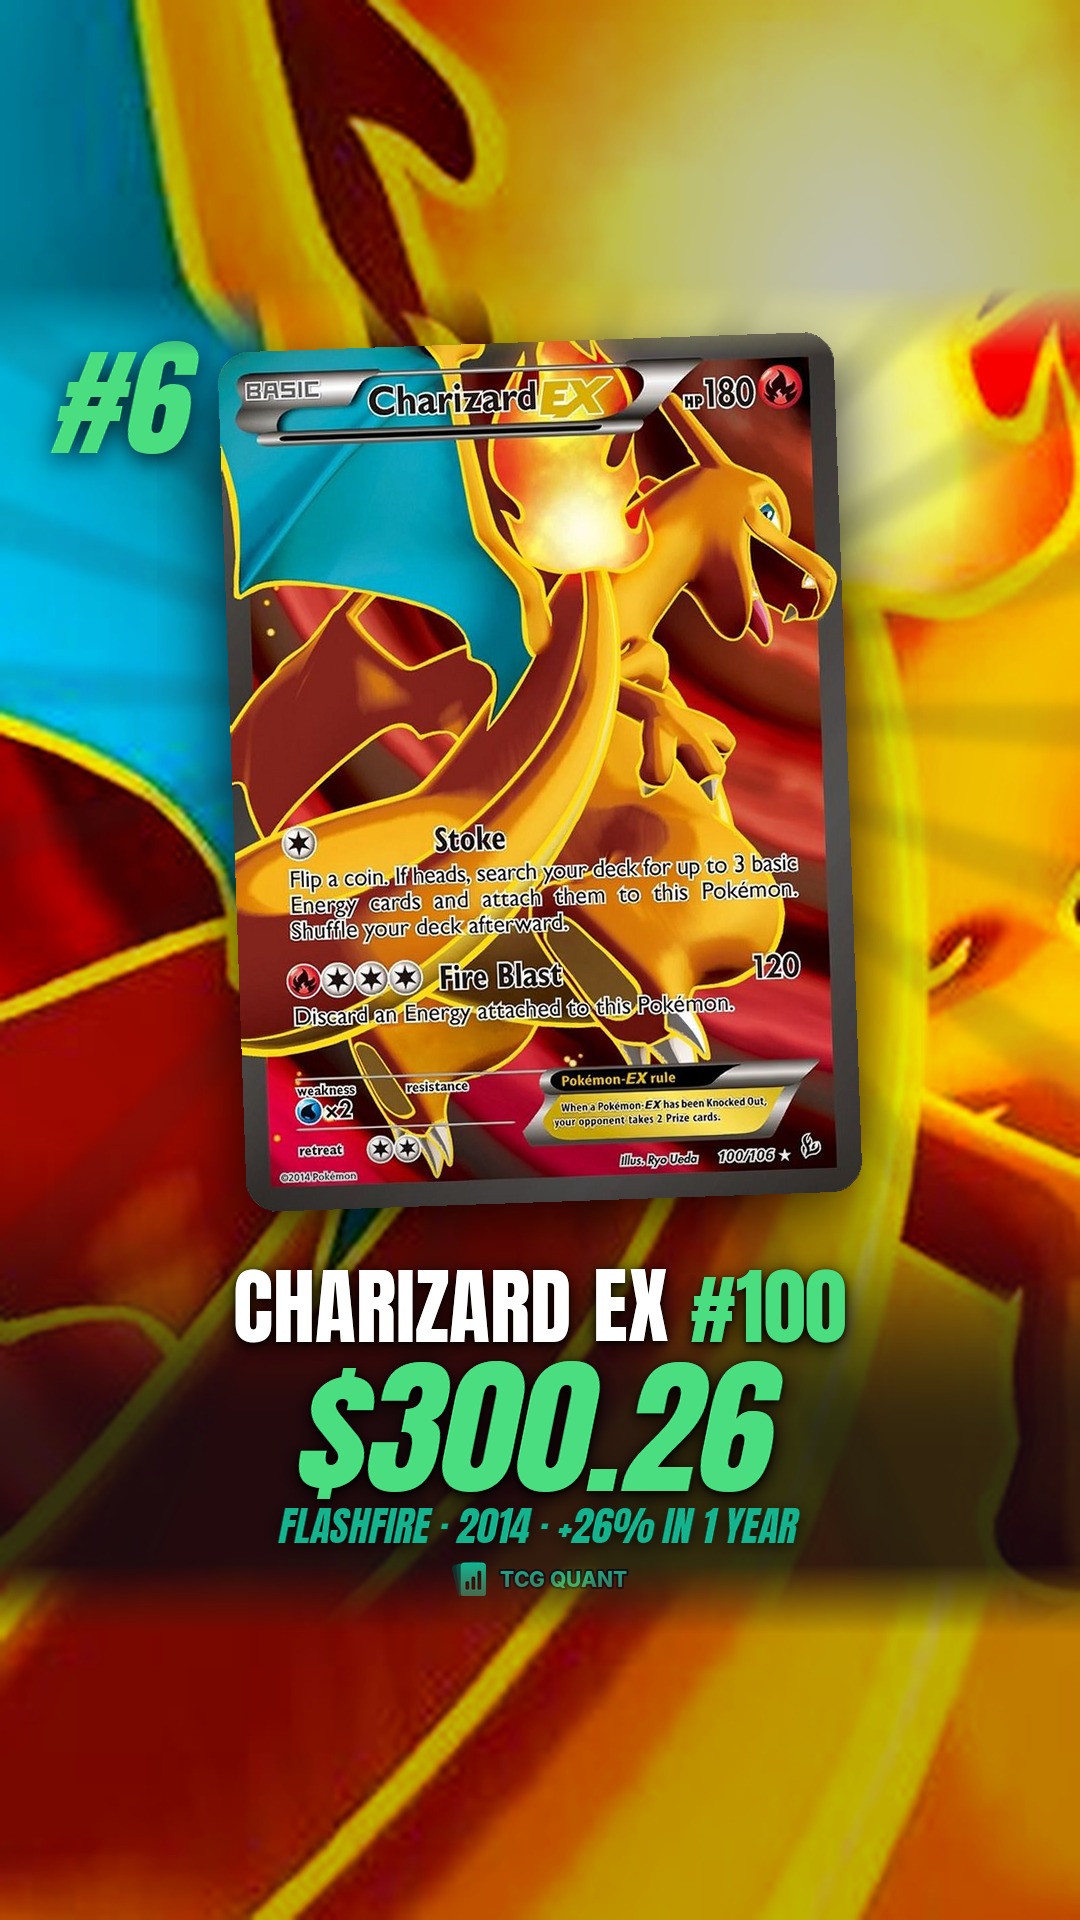 #6
BASIC
Charizard EX
HP180
Stoke
Flip a coin. If heads, search your deck for up to 3 basic
Energy cards and attach them to this Pokémon.
Shuffle your deck afterward.
Fire Blast 120
Discard an Energy attached to this Pokémon.
weakness resistance
×2
retreat
Pokémon-EX rule
When a Pokémon-EX has been Knocked Out,
your opponent takes 2 Prize cards.
Illus. Ryo Ueda 100/106 ★
©2014 Pokémon
CHARIZARD EX #100
$300.26
FLASHFIRE · 2014 · +26% IN 1 YEAR
TCG QUANT